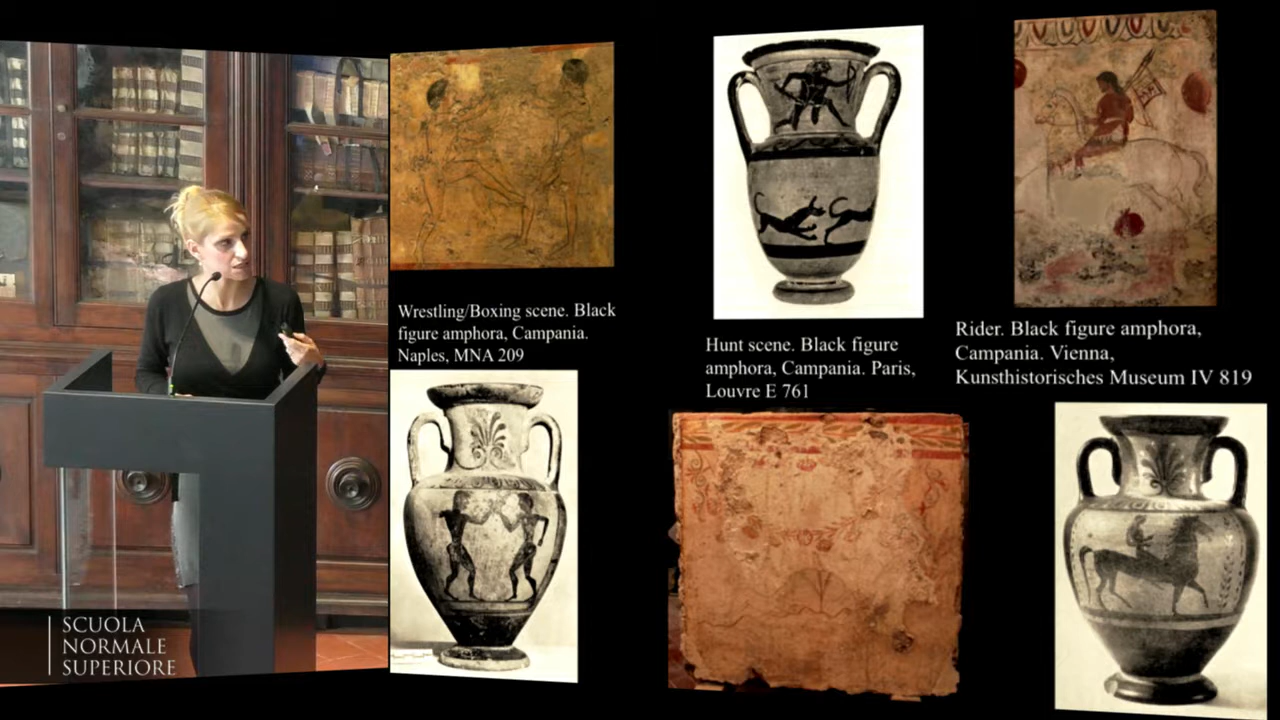 Wrestling/Boxing scene. Black
figure amphora, Campania.
Naples, MNA 209
Hunt scene. Black figure
amphora, Campania. Paris,
Louvre E 761
Rider. Black figure amphora,
Campania. Vienna,
Kunsthistorisches Museum IV 819
SCUOLA
NORMALE
SUPERIORE